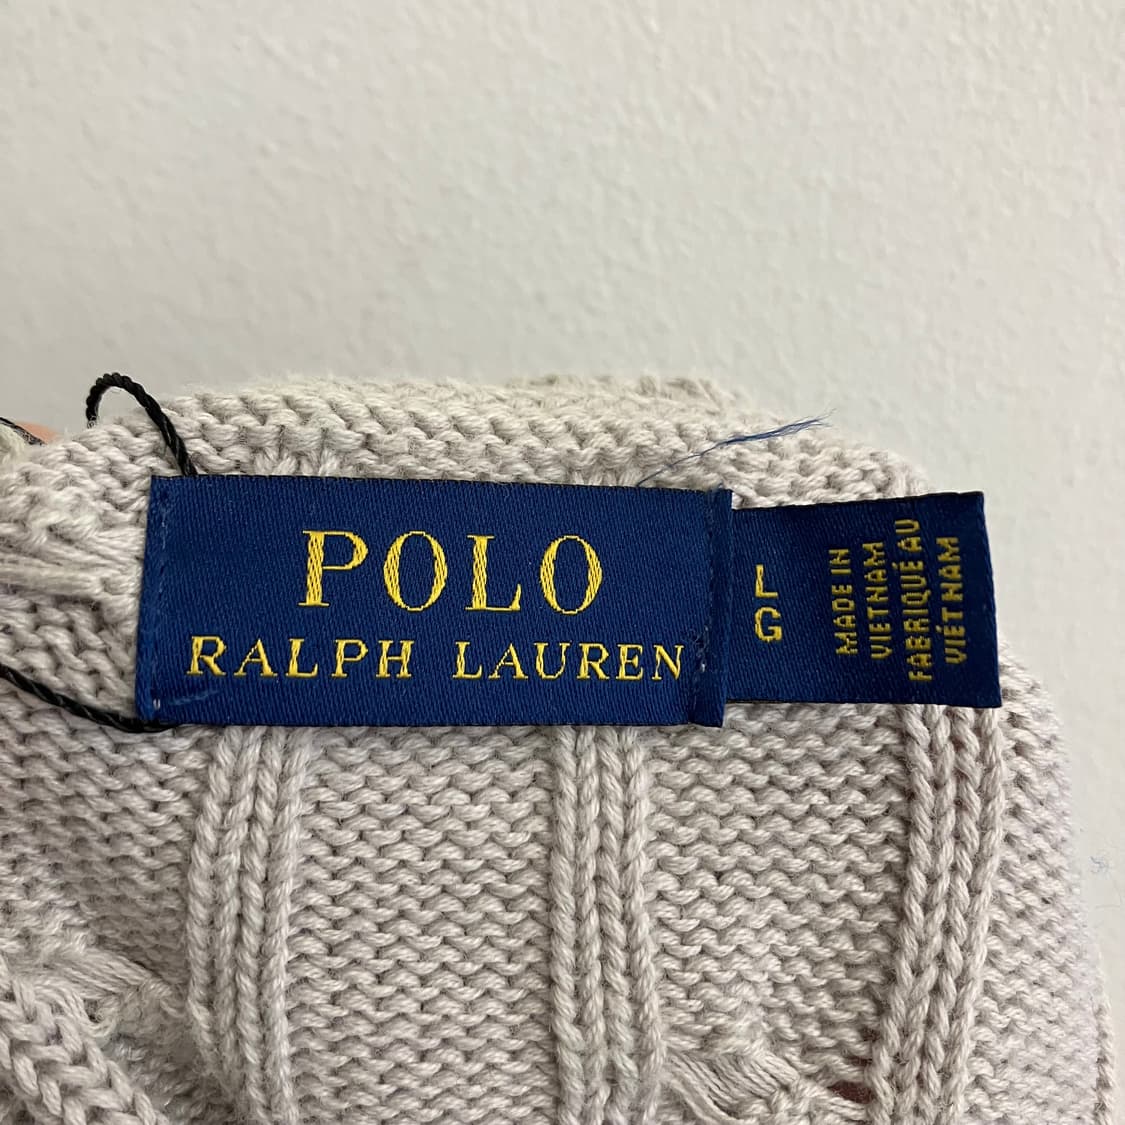 POLO
RALPH LAUREN
L
G
MADE IN
VIETNAM
FABRIQUÉ AU
VIETNAM